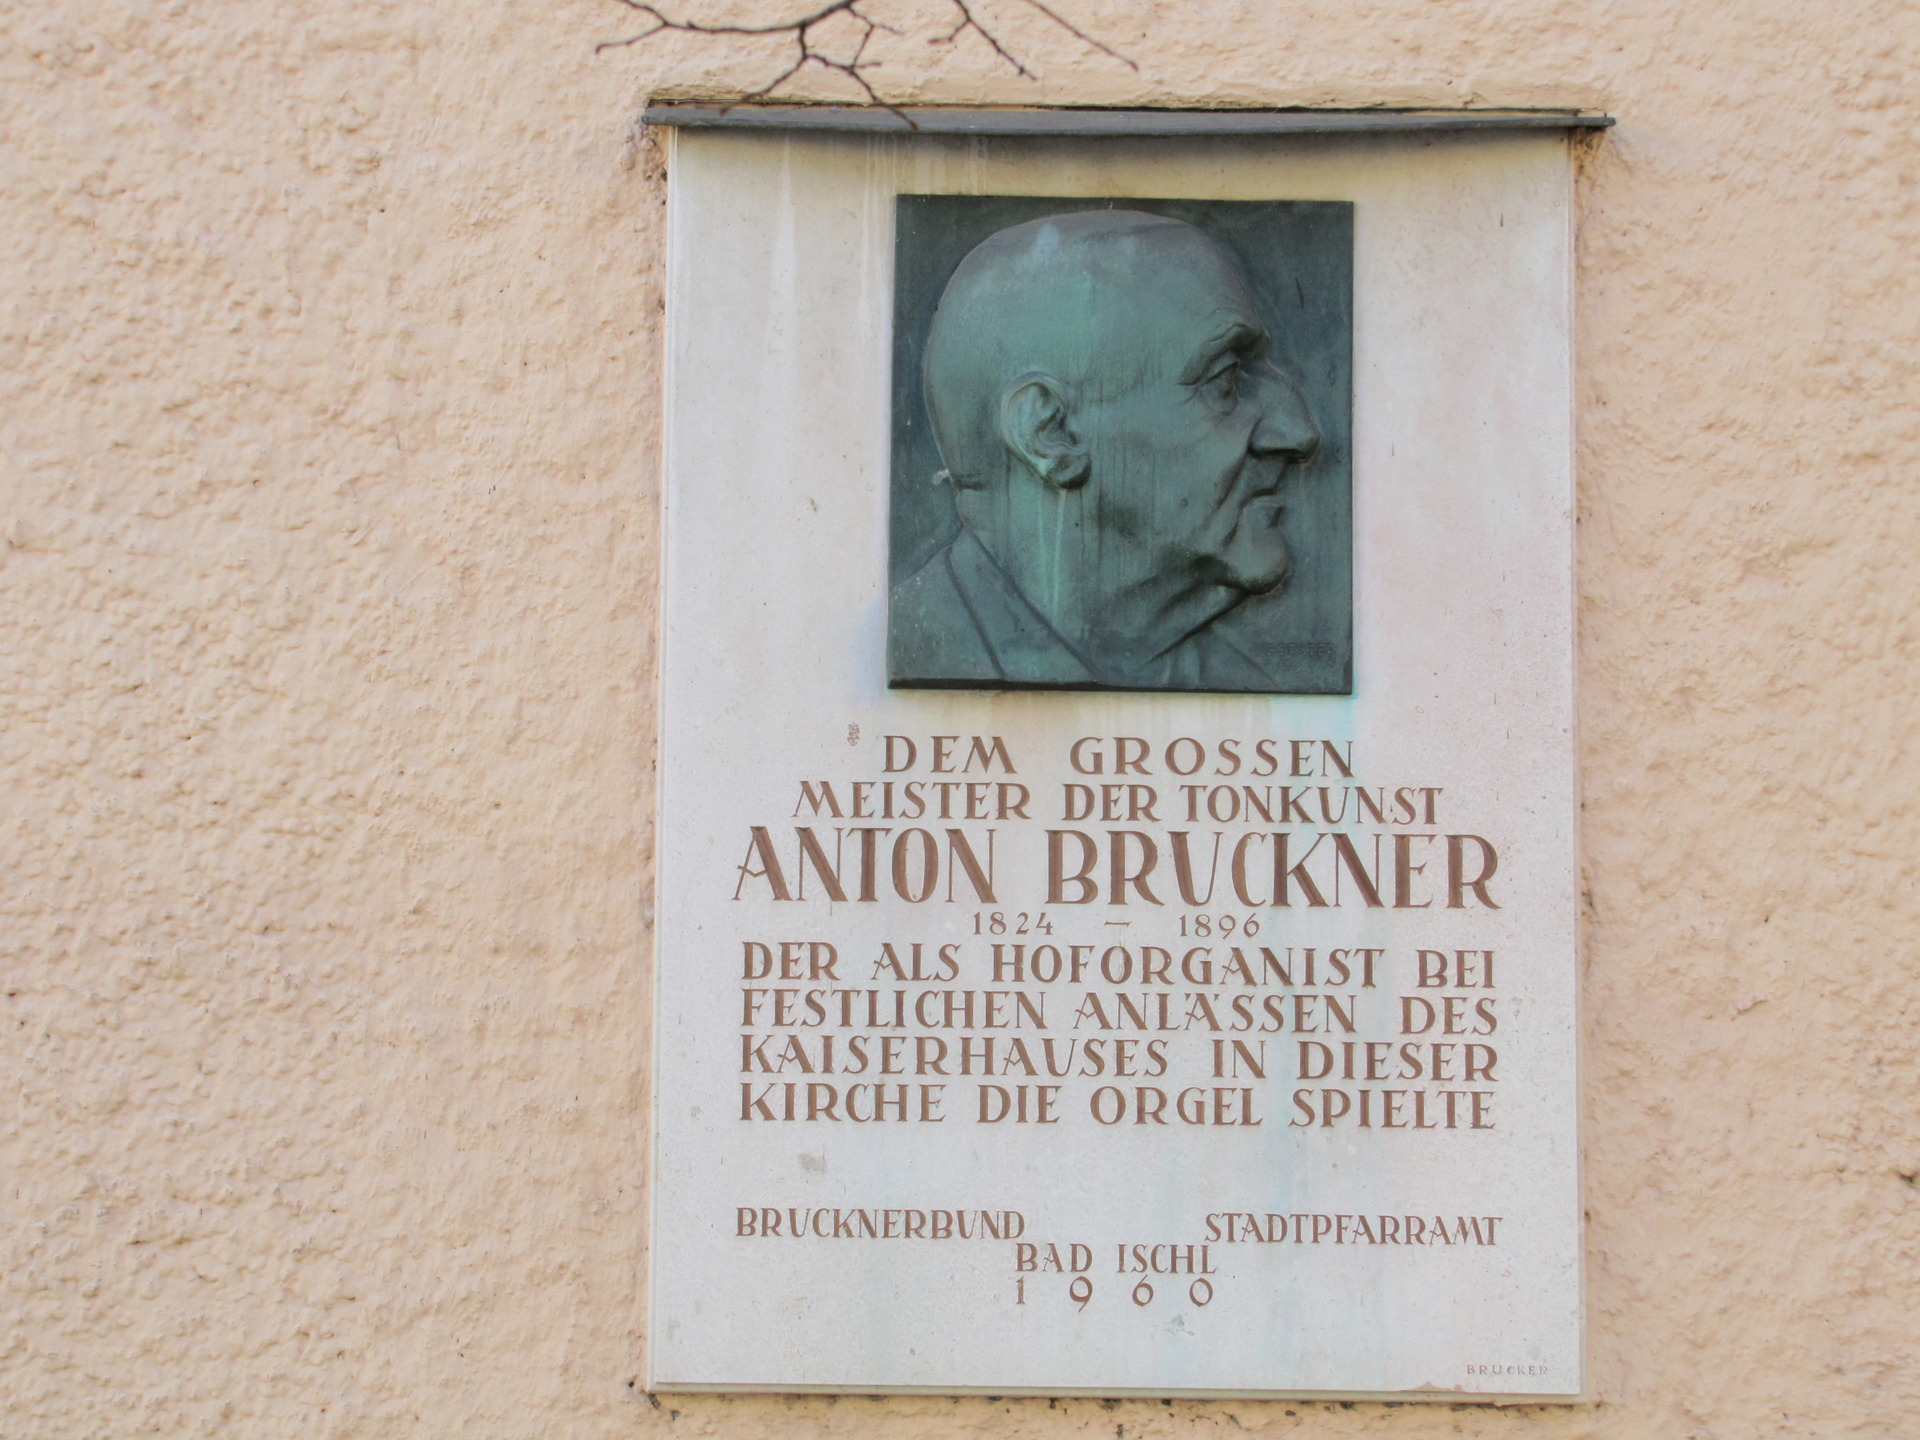 DEM GROSSEN
MEISTER DER TONKUNST
ANTON BRUCKNER
1824 – 1896
DER ALS HOFORGANIST BEI
FESTLICHEN ANLÄSSEN DES
KAISERHAUSES IN DIESER
KIRCHE DIE ORGEL SPIELTE
BRUCKNERBUND STADTPFARRAMT
BAD ISCHL
1960
BRUCKER